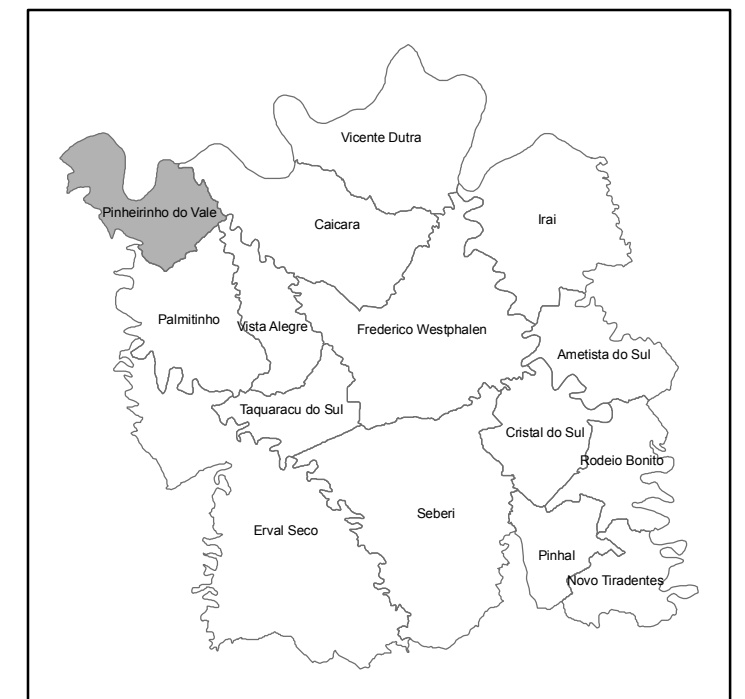 Vicente Dutra
Pinheirinho do Vale
Caicara
Irai
Palmitinho
Vista Alegre
Frederico Westphalen
Ametista do Sul
Taquaracu do Sul
Cristal do Sul
Rodeio Bonito
Seberi
Erval Seco
Pinhal
Novo Tiradentes